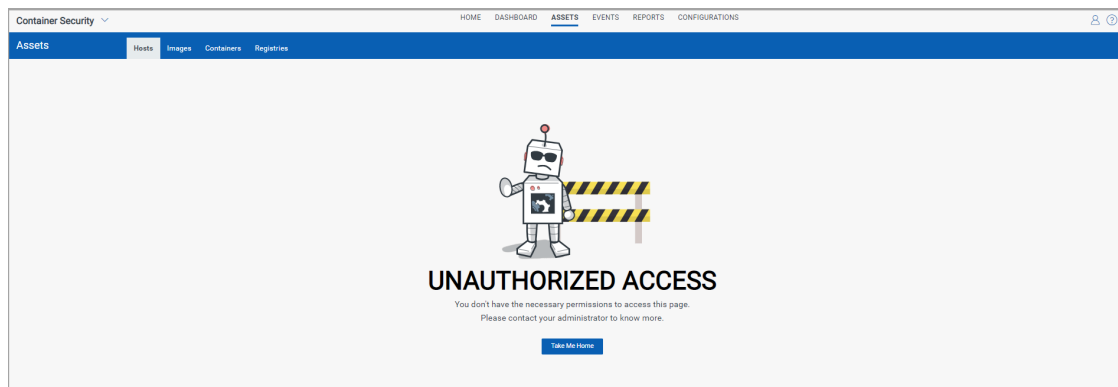 Container Security
HOME DASHBOARD ASSETS EVENTS REPORTS CONFIGURATIONS
Assets
Hosts Images Containers Registries
UNAUTHORIZED ACCESS
You don't have the necessary permissions to access this page.
Please contact your administrator to know more.
Take Me Home